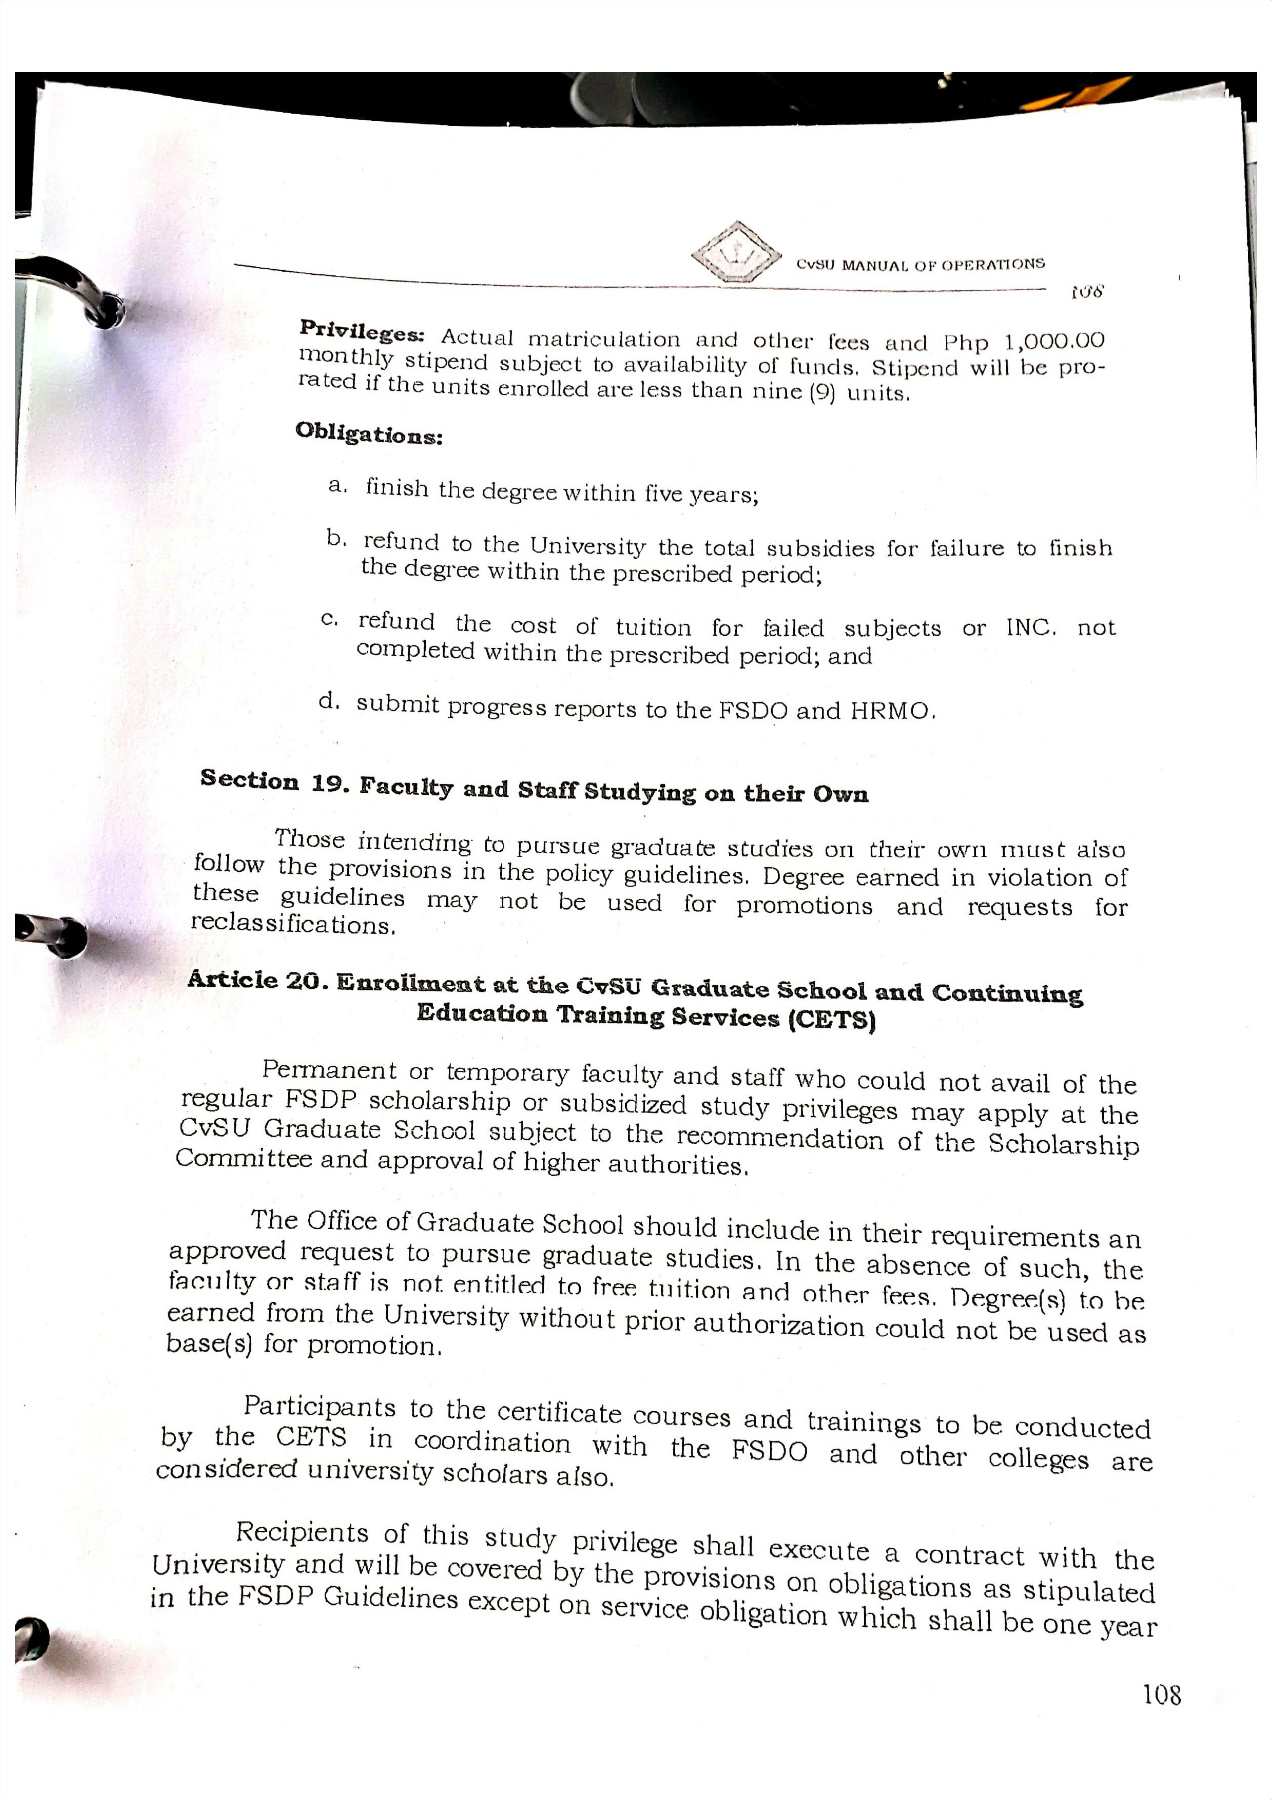 CvSU MANUAL OF OPERATIONS
108
Privileges: Actual matriculation and other fees and Php 1,000.00
monthly stipend subject to availability of funds. Stipend will be pro-
rated if the units enrolled are less than nine (9) units.
Obligations:
a. finish the degree within five years;
b. refund to the University the total subsidies for failure to finish
the degree within the prescribed period;
c. refund the cost of tuition for failed subjects or INC. not
completed within the prescribed period; and
d. submit progress reports to the FSDO and HRMO.
Section 19. Faculty and Staff Studying on their Own
Those intending to pursue graduate studies on their own must also
follow the provisions in the policy guidelines. Degree earned in violation of
these guidelines may not be used for promotions and requests for
reclassifications.
Article 20. Enrollment at the CvSU Graduate School and Continuing
Education Training Services (CETS)
Permanent or temporary faculty and staff who could not avail of the
regular FSDP scholarship or subsidized study privileges may apply at the
CvSU Graduate School subject to the recommendation of the Scholarship
Committee and approval of higher authorities.
The Office of Graduate School should include in their requirements an
approved request to pursue graduate studies. In the absence of such, the
faculty or staff is not entitled to free tuition and other fees. Degree(s) to be
earned from the University without prior authorization could not be used as
base(s) for promotion.
Participants to the certificate courses and trainings to be conducted
by the CETS in coordination with the FSDO and other colleges are
considered university scholars also.
Recipients of this study privilege shall execute a contract with the
University and will be covered by the provisions on obligations as stipulated
in the FSDP Guidelines except on service obligation which shall be one year
108